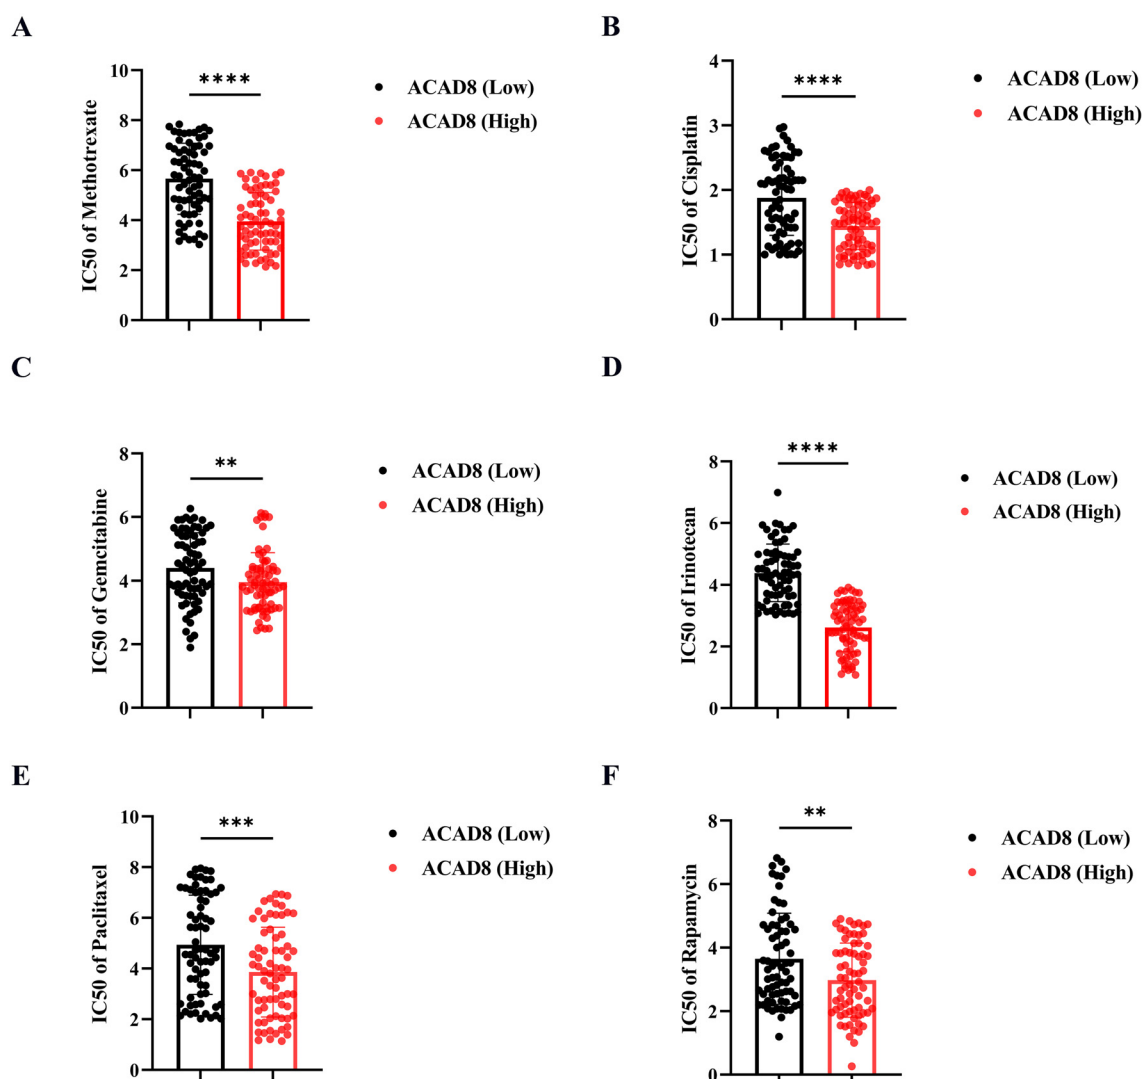 A
IC50 of Methotrexate
10
8
6
4
2
0
****
ACAD8 (Low)
ACAD8 (High)
B
IC50 of Cisplatin
4
3
2
1
0
****
ACAD8 (Low)
ACAD8 (High)
C
IC50 of Gemcitabine
8
6
4
2
0
**
ACAD8 (Low)
ACAD8 (High)
D
IC50 of Irinotecan
8
6
4
2
0
****
ACAD8 (Low)
ACAD8 (High)
E
IC50 of Paclitaxel
10
8
6
4
2
0
***
ACAD8 (Low)
ACAD8 (High)
F
IC50 of Rapamycin
8
6
4
2
0
**
ACAD8 (Low)
ACAD8 (High)